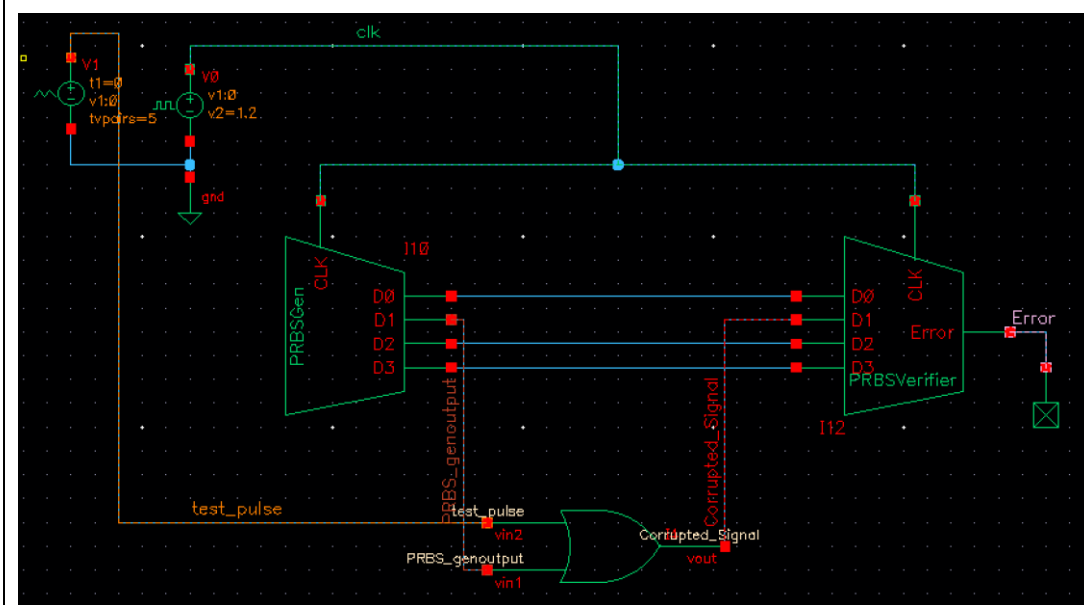 clk
V1
t1=0
v1:0
tvpairs=5
V0
v1:0
v2=1.2
gnd
I10
CLK
PRBSGen
D0
D1
D2
D3
D0
D1
D2
D3
CLK
Error
PRBSVerifier
I12
Error
PRBS_genoutput
Corrupted_Signal
test_pulse
test_pulse
vin2
PRBS_genoutput
vin1
Corrupted_Signal
vout